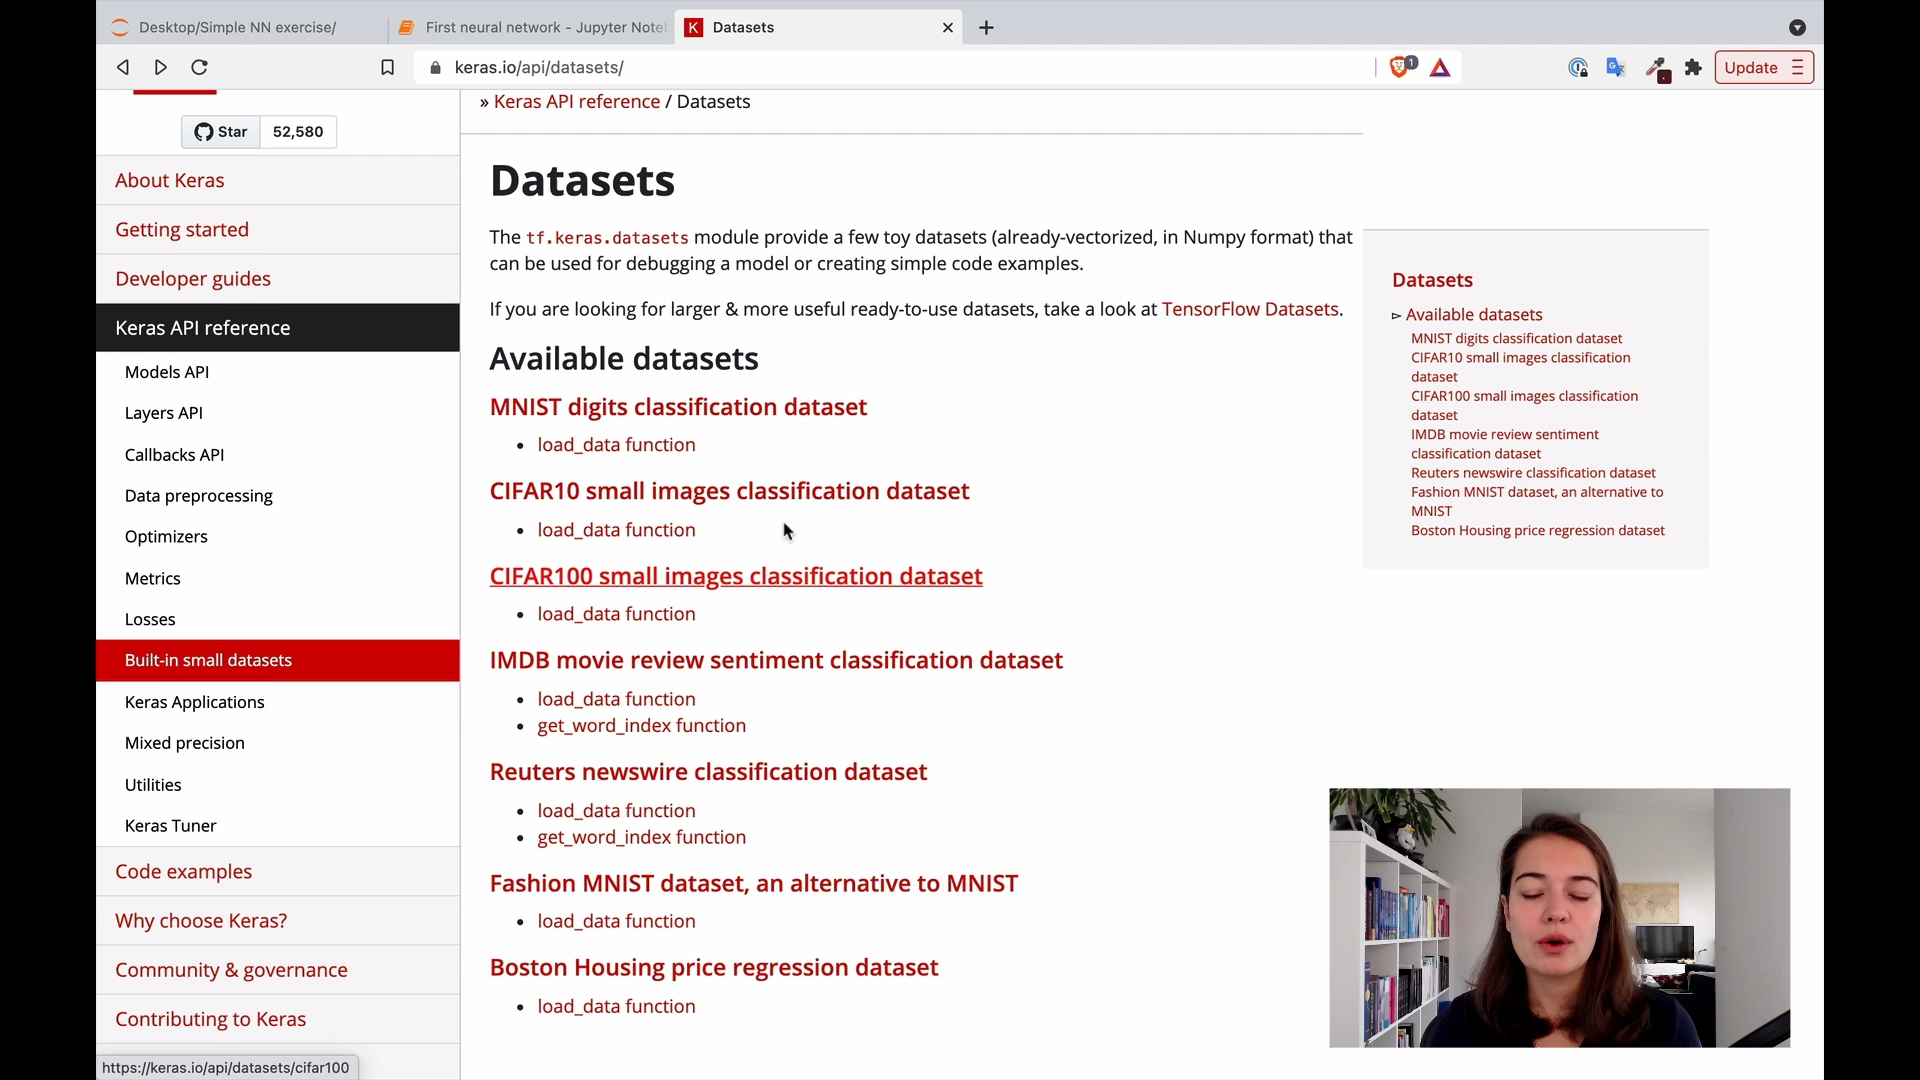 Desktop/Simple NN exercise/
First neural network - Jupyter Note
K Datasets
keras.io/api/datasets/
1
Update
» Keras API reference / Datasets
Star 52,580
About Keras
Getting started
Developer guides
Keras API reference
Models API
Layers API
Callbacks API
Data preprocessing
Optimizers
Metrics
Losses
Built-in small datasets
Keras Applications
Mixed precision
Utilities
Keras Tuner
Code examples
Why choose Keras?
Community & governance
Contributing to Keras
https://keras.io/api/datasets/cifar100
Datasets
The tf.keras.datasets module provide a few toy datasets (already-vectorized, in Numpy format) that
can be used for debugging a model or creating simple code examples.
If you are looking for larger & more useful ready-to-use datasets, take a look at TensorFlow Datasets.
Available datasets
MNIST digits classification dataset
• load_data function
CIFAR10 small images classification dataset
• load_data function
CIFAR100 small images classification dataset
• load_data function
IMDB movie review sentiment classification dataset
• load_data function
• get_word_index function
Reuters newswire classification dataset
• load_data function
• get_word_index function
Fashion MNIST dataset, an alternative to MNIST
• load_data function
Boston Housing price regression dataset
• load_data function
Datasets
Available datasets
MNIST digits classification dataset
CIFAR10 small images classification
dataset
CIFAR100 small images classification
dataset
IMDB movie review sentiment
classification dataset
Reuters newswire classification dataset
Fashion MNIST dataset, an alternative to
MNIST
Boston Housing price regression dataset